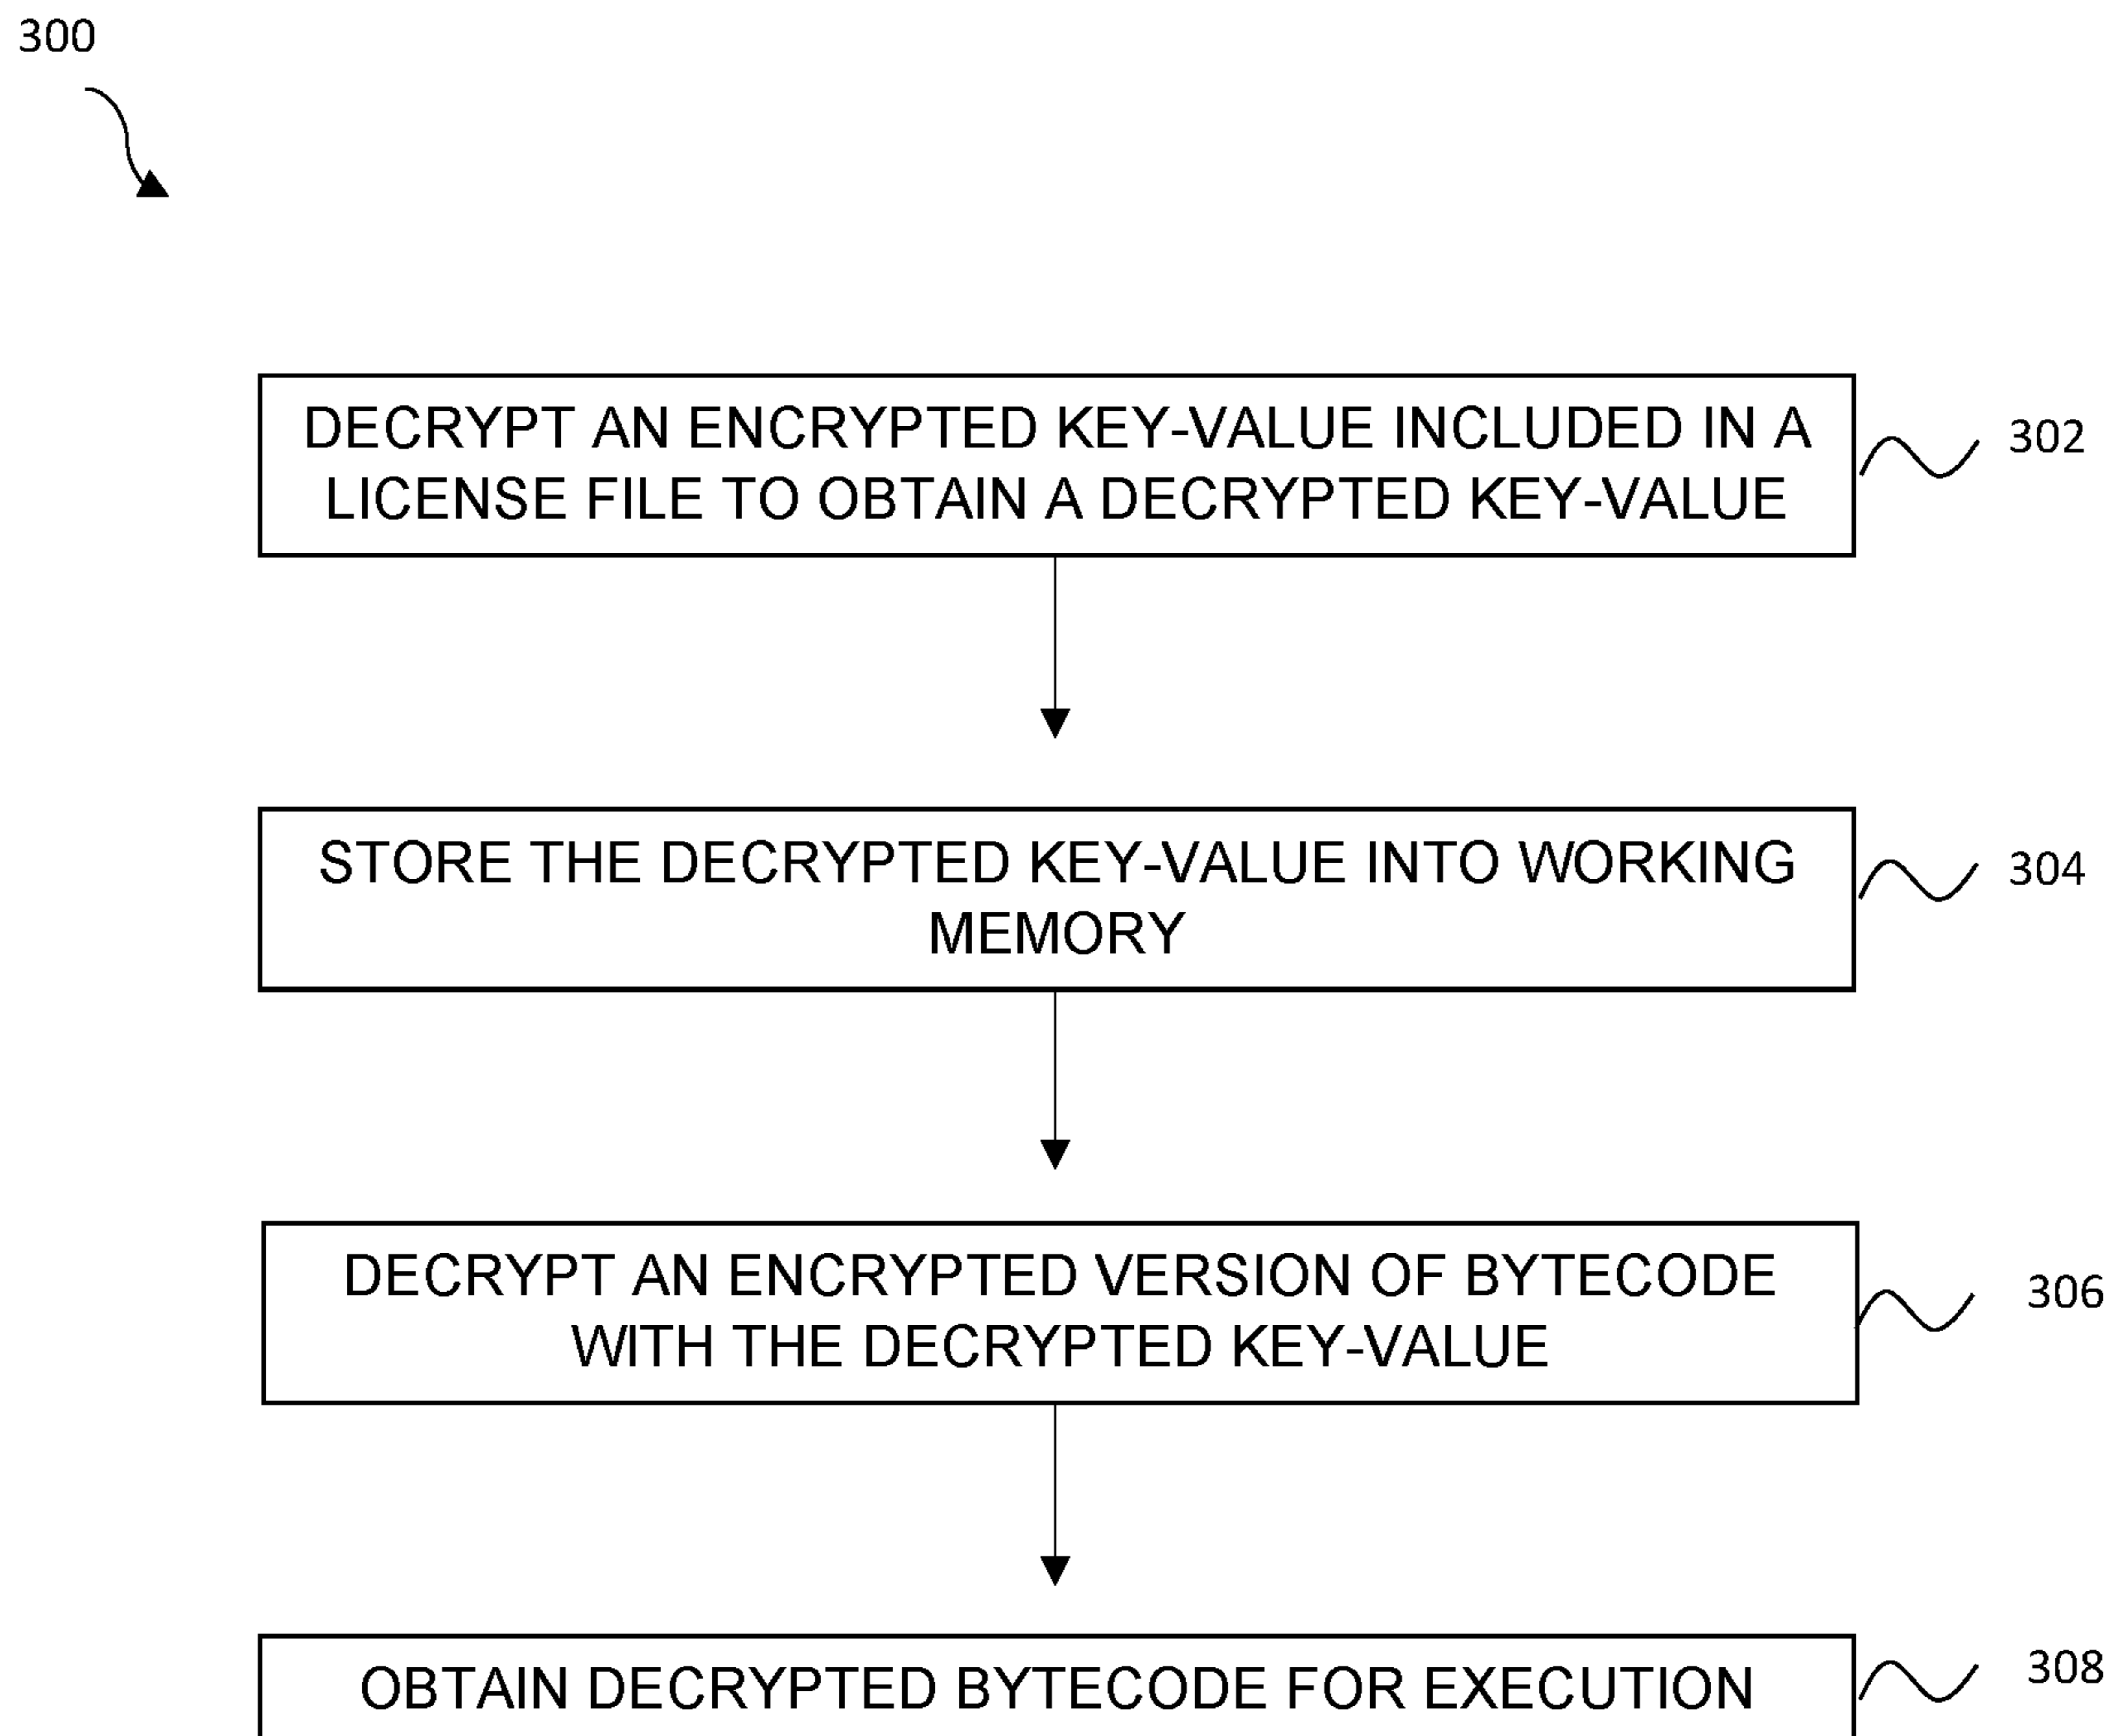 300
DECRYPT AN ENCRYPTED KEY-VALUE INCLUDED IN A
LICENSE FILE TO OBTAIN A DECRYPTED KEY-VALUE
302
STORE THE DECRYPTED KEY-VALUE INTO WORKING
MEMORY
304
DECRYPT AN ENCRYPTED VERSION OF BYTECODE
WITH THE DECRYPTED KEY-VALUE
306
OBTAIN DECRYPTED BYTECODE FOR EXECUTION
308